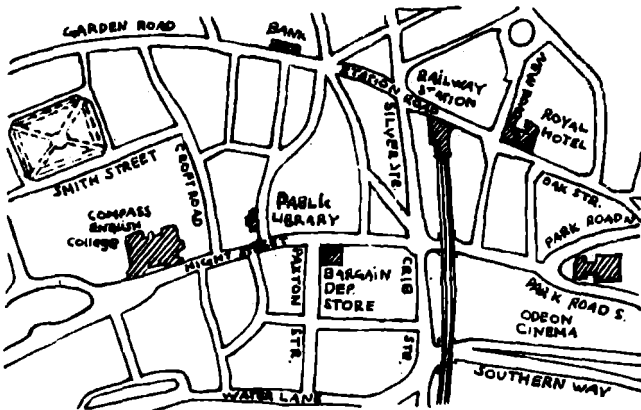 GARDEN ROAD
BANK
STATION ROAD
RAILWAY
STATION
ROYAL
HOTEL
SILVER STR.
SMITH STREET
CROFT ROAD
OAK STR.
PARK ROAD N
COMPASS
ENGLISH
College
PUBLIC
LIBRARY
HIGH STREET
PAXTON
STR.
BARGAIN
DEP.
STORE
CRIB
STR.
PARK ROAD S.
ODEON
CINEMA
SOUTHERN WAY
WATER LANE